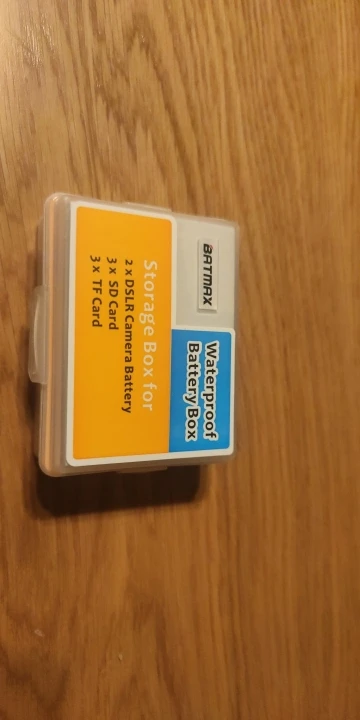 BATMAX
Waterproof
Battery Box
Storage Box for
2 x DSLR Camera Battery
3 x SD Card
3 x TF Card